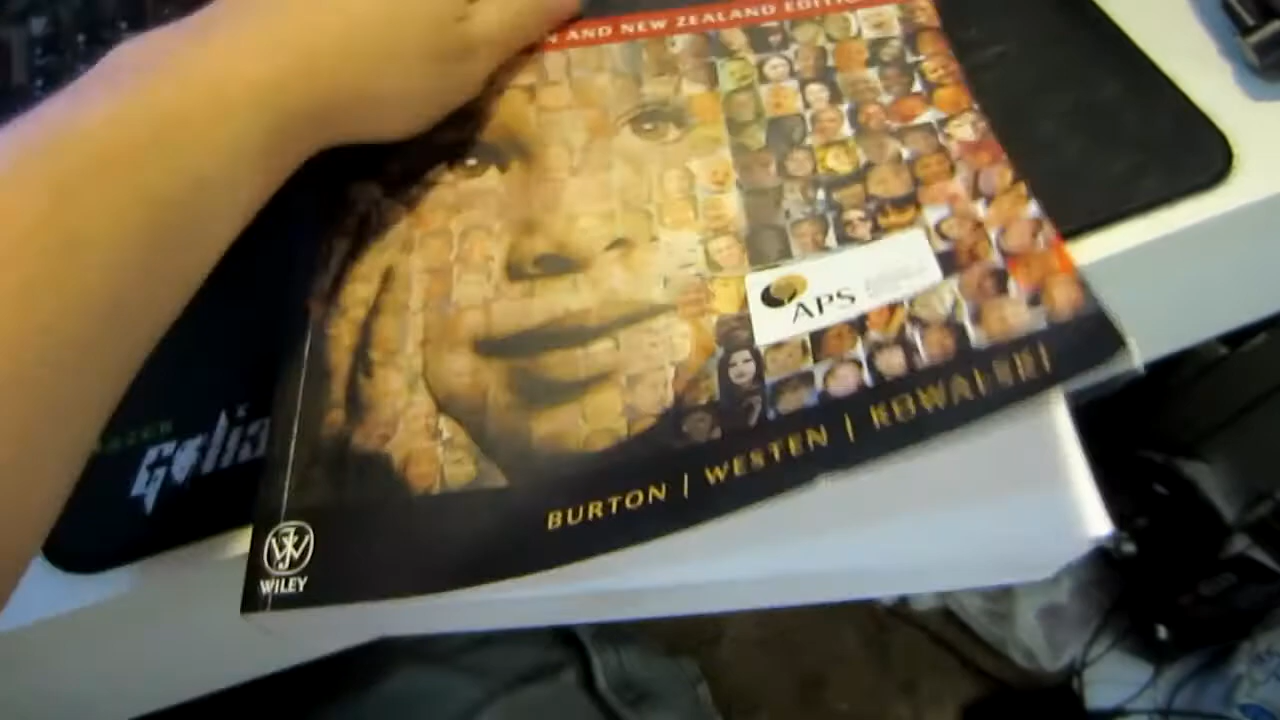 N AND NEW ZEALAND EDITION
APS
BURTON | WESTEN | KOWALSKI
WILEY